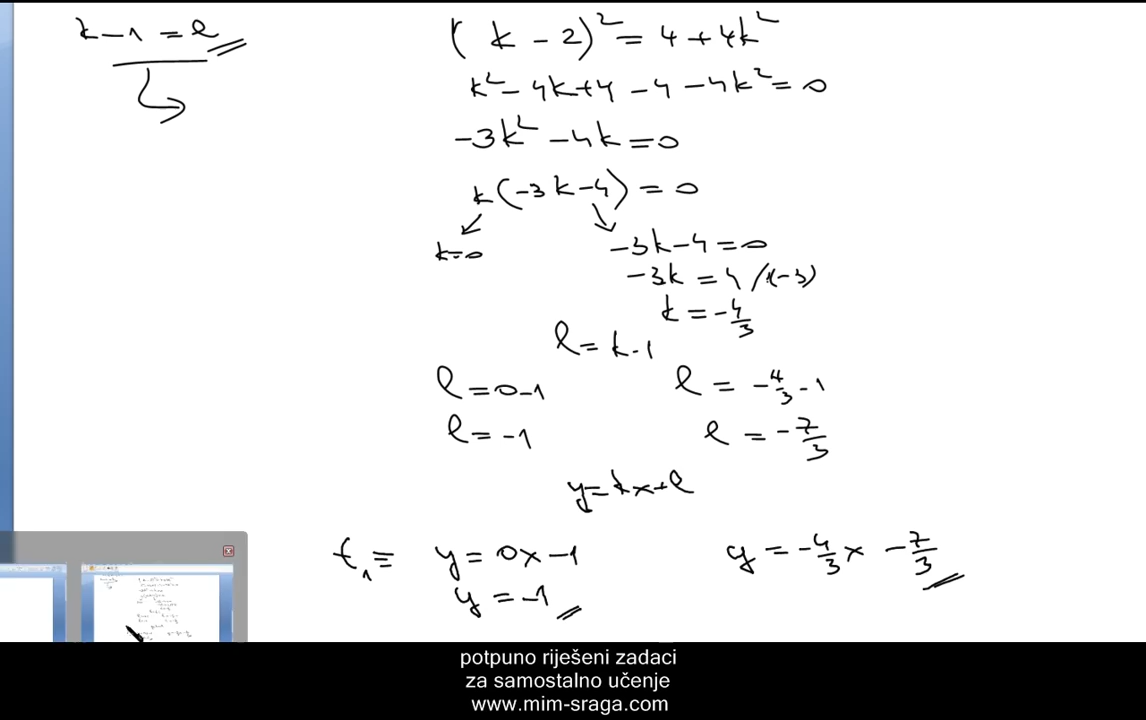 k-1=l
(k-2)²=4+4k²
k²-4k+4-4-4k²=0
-3k²-4k=0
k(-3k-4)=0
k=0
-3k-4=0
-3k=4 /:(-3)
k=-4/3
l=k-1
l=0-1
l=-4/3-1
l=-1
l=-7/3
y=kx+l
t₁≡ y=0x-1
y=-4/3x-7/3
y=-1
potpuno riješeni zadaci
za samostalno učenje
www.mim-sraga.com